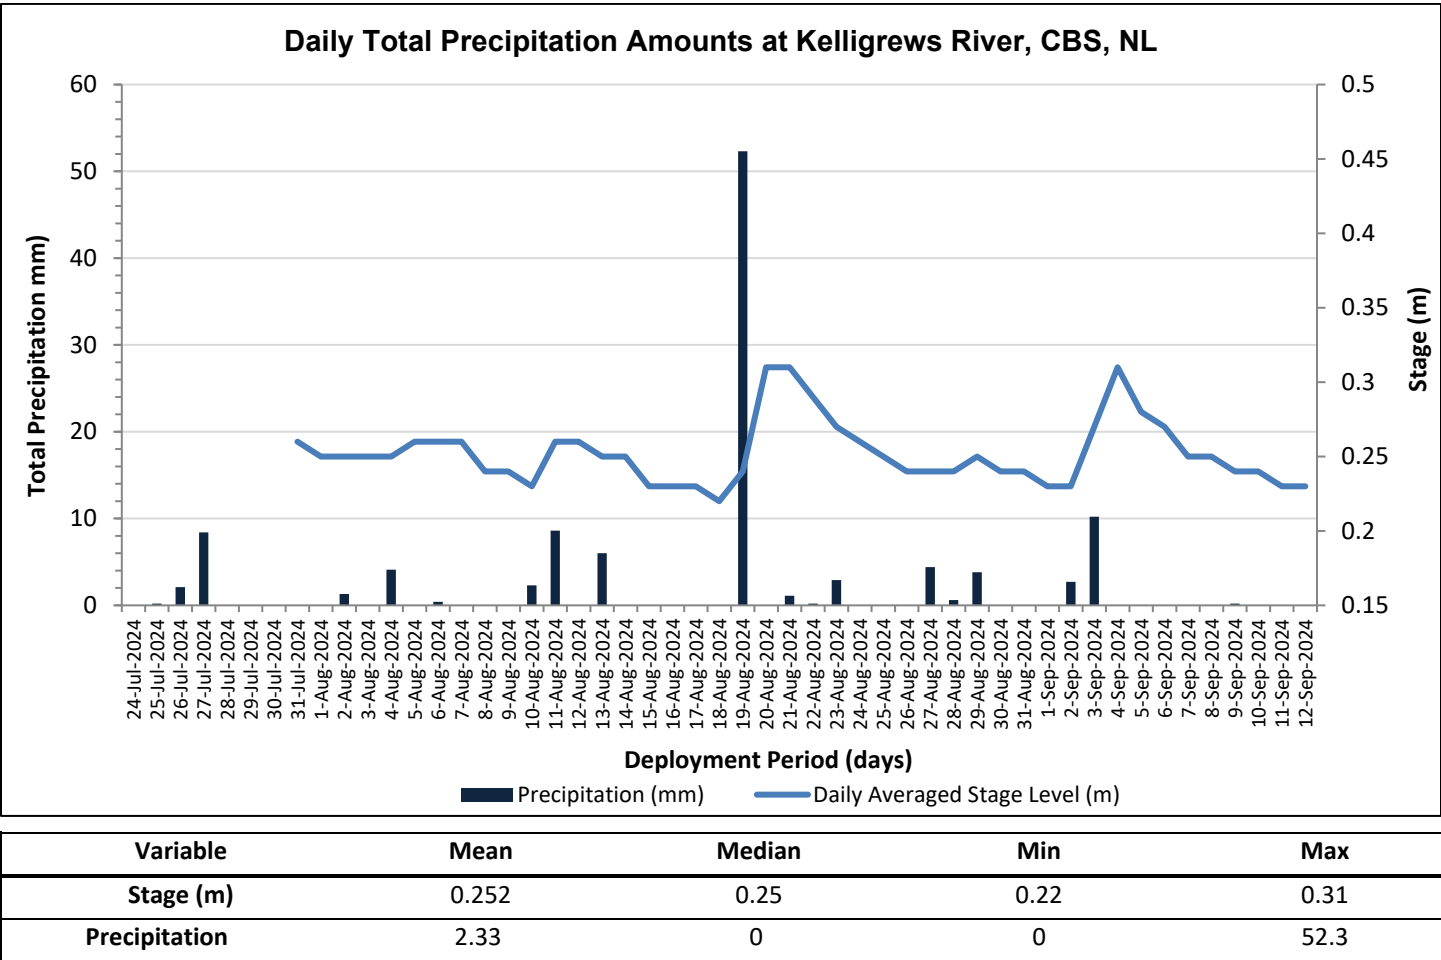 Daily Total Precipitation Amounts at Kelligrews River, CBS, NL
60
50
40
30
20
10
0
Total Precipitation mm)
0.5
0.45
0.4
0.35
0.3
0.25
0.2
0.15
Stage (m)
24-Jul-2024
25-Jul-2024
26-Jul-2024
27-Jul-2024
28-Jul-2024
29-Jul-2024
30-Jul-2024
31-Jul-2024
1-Aug-2024
2-Aug-2024
3-Aug-2024
4-Aug-2024
5-Aug-2024
6-Aug-2024
7-Aug-2024
8-Aug-2024
9-Aug-2024
10-Aug-2024
11-Aug-2024
12-Aug-2024
13-Aug-2024
14-Aug-2024
15-Aug-2024
16-Aug-2024
17-Aug-2024
18-Aug-2024
19-Aug-2024
20-Aug-2024
21-Aug-2024
22-Aug-2024
23-Aug-2024
24-Aug-2024
25-Aug-2024
26-Aug-2024
27-Aug-2024
28-Aug-2024
29-Aug-2024
30-Aug-2024
31-Aug-2024
1-Sep-2024
2-Sep-2024
3-Sep-2024
4-Sep-2024
5-Sep-2024
6-Sep-2024
7-Sep-2024
8-Sep-2024
9-Sep-2024
10-Sep-2024
11-Sep-2024
12-Sep-2024
Deployment Period (days)
Precipitation (mm) Daily Averaged Stage Level (m)
Variable Mean Median Min Max
Stage (m) 0.252 0.25 0.22 0.31
Precipitation 2.33 0 0 52.3